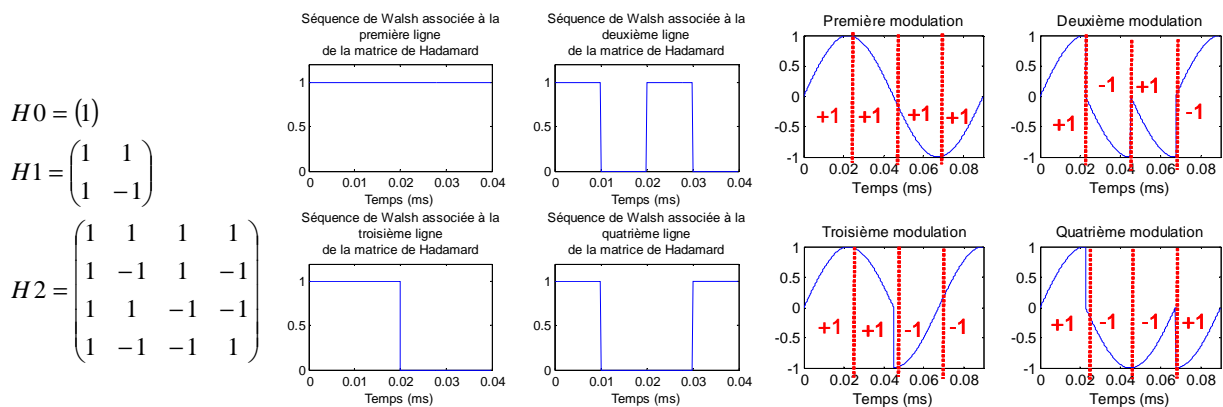 H0 = (1)
H1 = (1 1
1 -1)
H2 = (1 1 1 1
1 -1 1 -1
1 1 -1 -1
1 -1 -1 1)
Séquence de Walsh associée à la
première ligne
de la matrice de Hadamard
1
0.5
0
0 0.01 0.02 0.03 0.04
Temps (ms)
Séquence de Walsh associée à la
deuxième ligne
de la matrice de Hadamard
1
0.5
0
0 0.01 0.02 0.03 0.04
Temps (ms)
Séquence de Walsh associée à la
troisième ligne
de la matrice de Hadamard
1
0.5
0
0 0.01 0.02 0.03 0.04
Temps (ms)
Séquence de Walsh associée à la
quatrième ligne
de la matrice de Hadamard
1
0.5
0
0 0.01 0.02 0.03 0.04
Temps (ms)
Première modulation
1
0.5
0
-0.5
-1
+1 +1 +1 +1
0 0.02 0.04 0.06 0.08
Temps (ms)
Deuxième modulation
1
0.5
0
-0.5
-1
+1 -1 +1 -1
0 0.02 0.04 0.06 0.08
Temps (ms)
Troisième modulation
1
0.5
0
-0.5
-1
+1 +1 -1 -1
0 0.02 0.04 0.06 0.08
Temps (ms)
Quatrième modulation
1
0.5
0
-0.5
-1
+1 -1 -1 +1
0 0.02 0.04 0.06 0.08
Temps (ms)